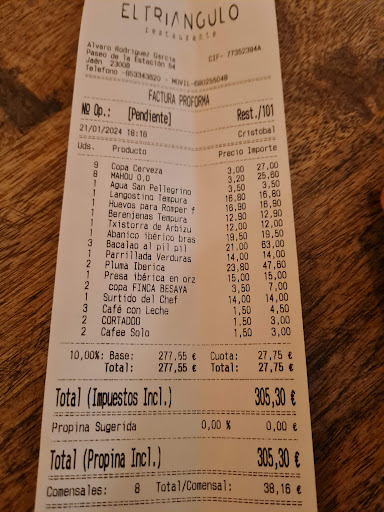 EL TRIANGULO
restaurante
Alvaro Rodriguez Garcia CIF- 77352384A
Paseo de la Estación 54
Jaén 23008
Telefono -953343620 - MOVIL-680255049
FACTURA PROFORMA
Nº Op.: [Pendiente] Rest./101
21/01/2024 18:16 Cristobal
Uds. Producto Precio Importe
9 Copa Cerveza 3,00 27,00
8 MAHOU 0,0 3,20 25,60
1 Agua San Pellegrino 3,50 3,50
1 Langostino Tempura 16,80 16,80
1 Huevos para Romper f 16,90 16,90
1 Berenjenas Tempura 12,90 12,90
1 Txistorra de Arbizu 12,00 12,00
1 Abanico ibérico bras 19,50 19,50
3 Bacalao al pil pil 21,00 63,00
1 Parrillada Verduras 14,00 14,00
2 Pluma Iberica 23,80 47,60
1 Presa ibérica en orz 15,00 15,00
2 copa FINCA BESAYA 3,50 7,00
1 Surtido del Chef 14,00 14,00
3 Café con Leche 1,50 4,50
2 CORTADOO 1,50 3,00
2 Cafee Solo 1,50 3,00
10,00%: Base: 277,55 € Cuota: 27,75 €
Total: 277,55 € Total: 27,75 €
Total (Impuestos Incl.) 305,30 €
Propina Sugerida 0,00 % 0,00 €
Total (Propina Incl.) 305,30 €
Comensales: 8 Total/Comensal: 38,16 €